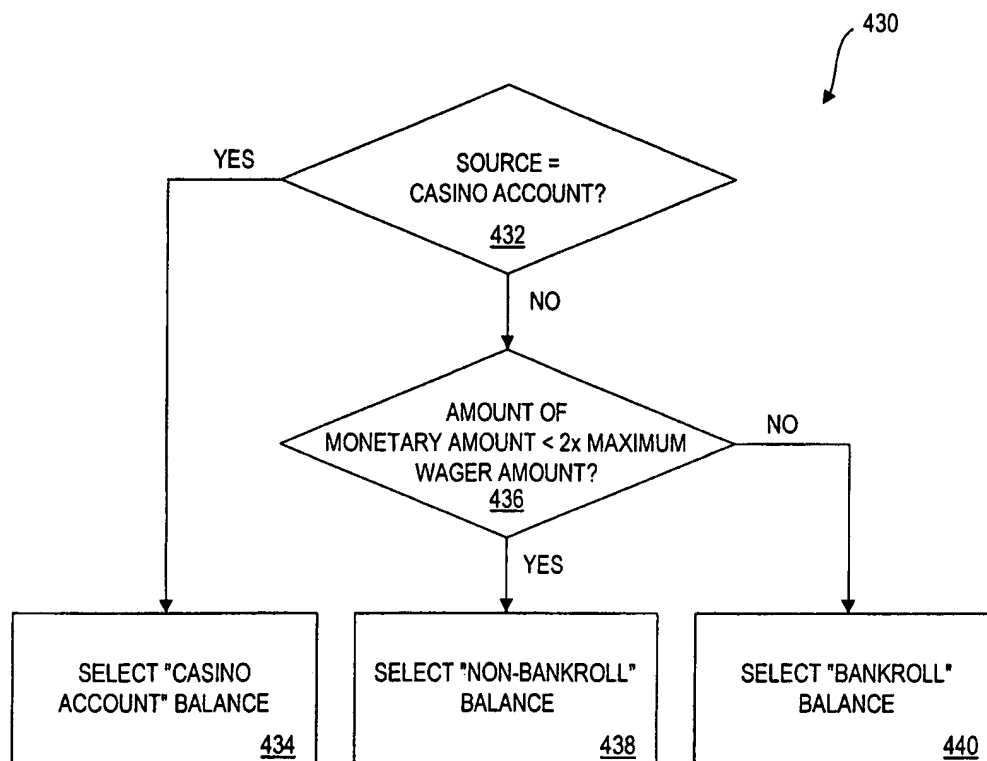 430
YES
SOURCE =
CASINO ACCOUNT?
432
NO
AMOUNT OF
MONETARY AMOUNT < 2x MAXIMUM
WAGER AMOUNT?
436
NO
YES
SELECT "CASINO
ACCOUNT" BALANCE
434
SELECT "NON-BANKROLL"
BALANCE
438
SELECT "BANKROLL"
BALANCE
440